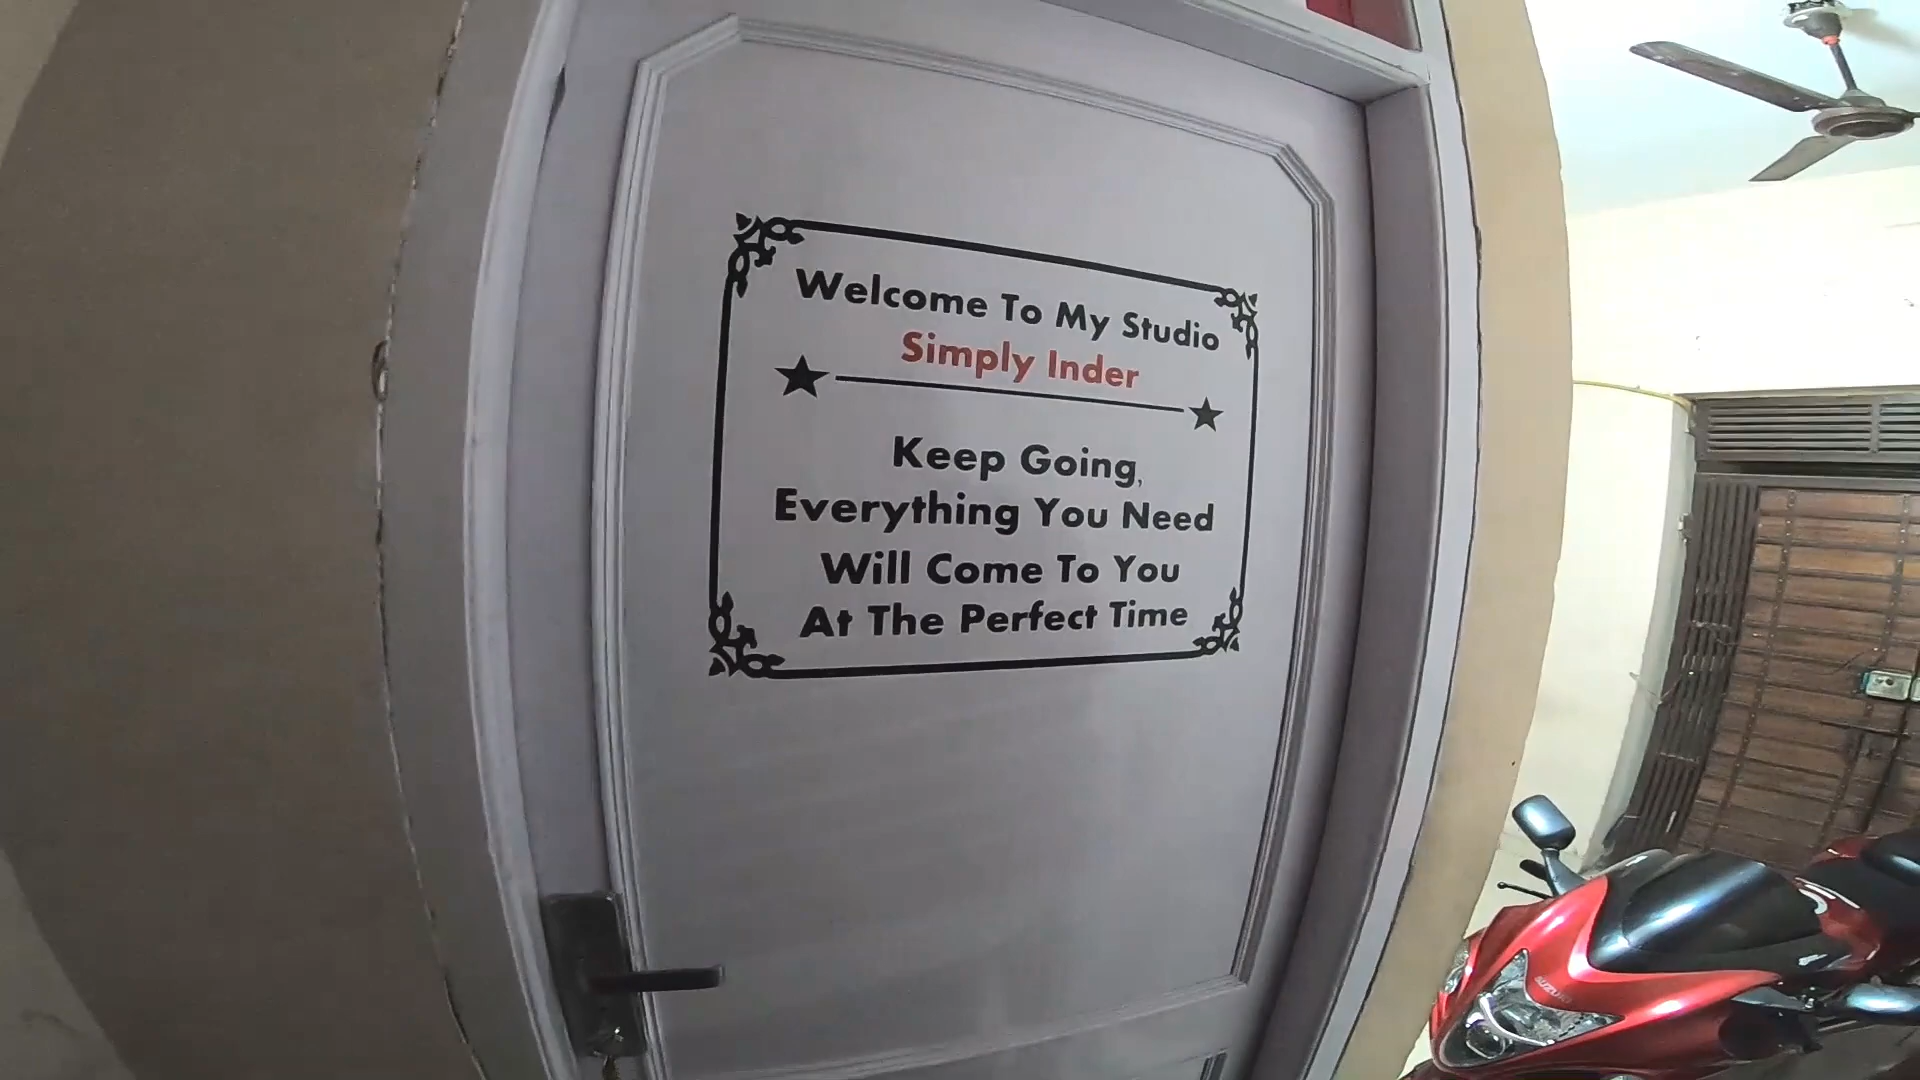 Welcome To My Studio
Simply Inder
Keep Going,
Everything You Need
Will Come To You
At The Perfect Time
SUZUKI